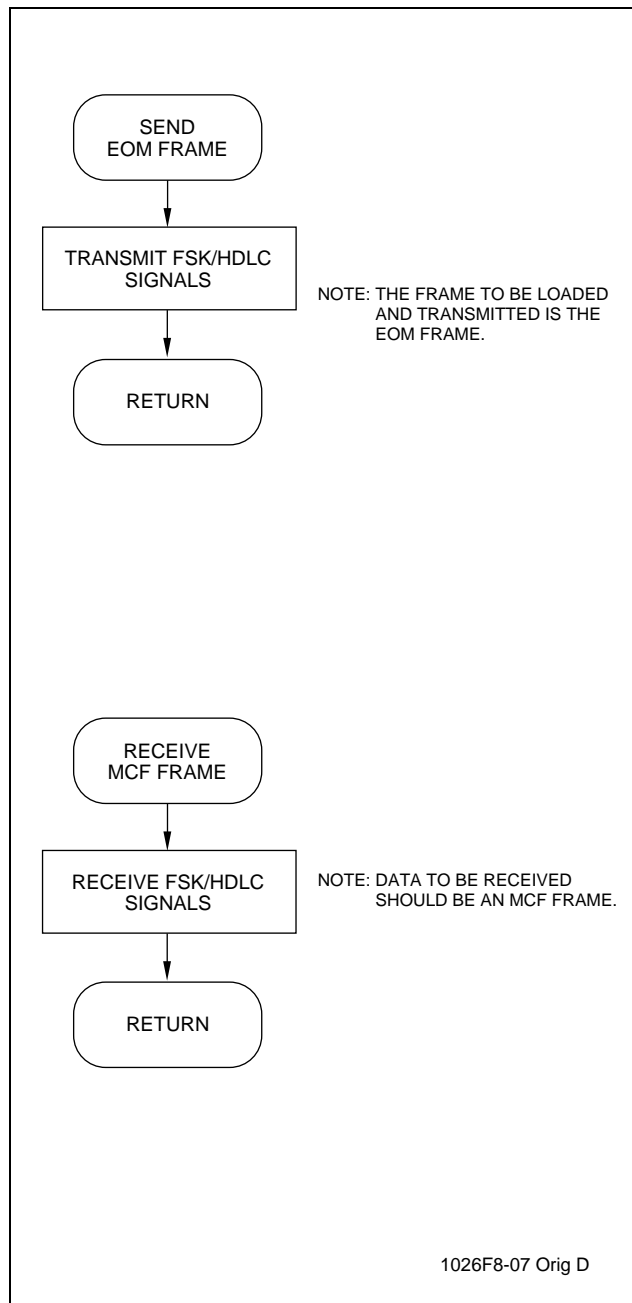 SEND
EOM FRAME
TRANSMIT FSK/HDLC
SIGNALS
NOTE: THE FRAME TO BE LOADED
AND TRANSMITTED IS THE
EOM FRAME.
RETURN
RECEIVE
MCF FRAME
RECEIVE FSK/HDLC
SIGNALS
NOTE: DATA TO BE RECEIVED
SHOULD BE AN MCF FRAME.
RETURN
1026F8-07 Orig D